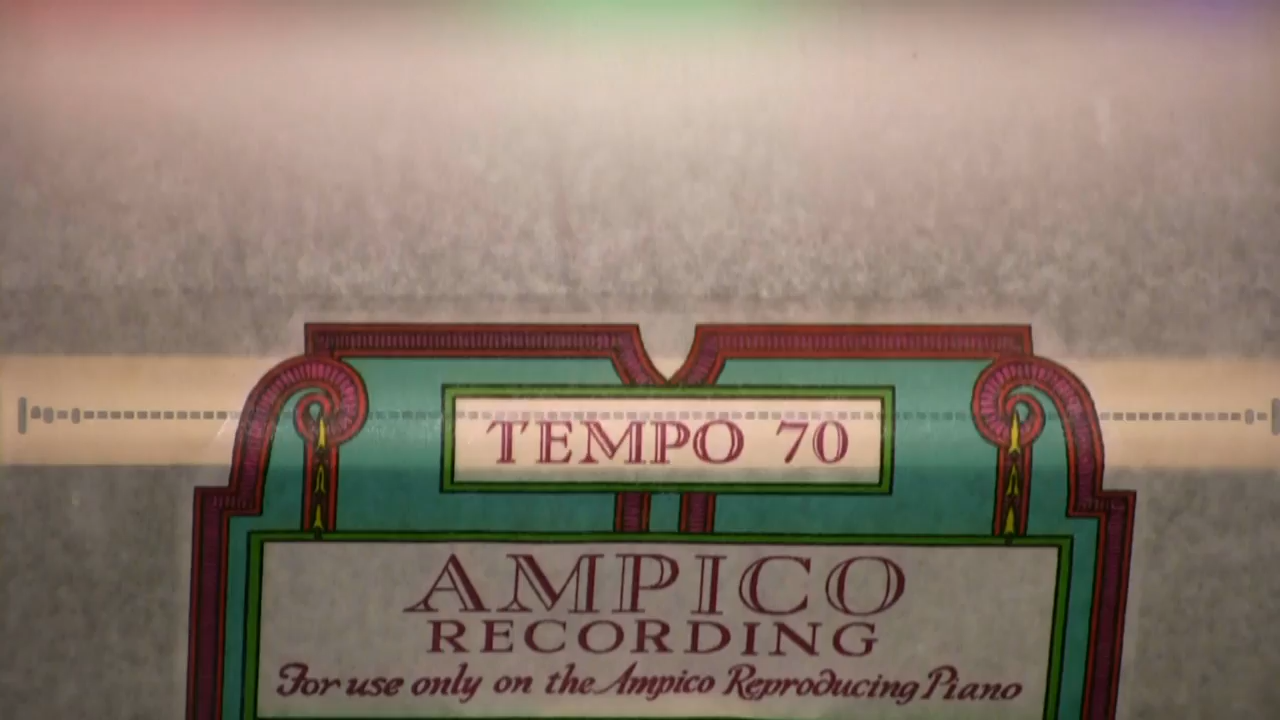 TEMPO 70
AMPICO
RECORDING
For use only on the Ampico Reproducing Piano